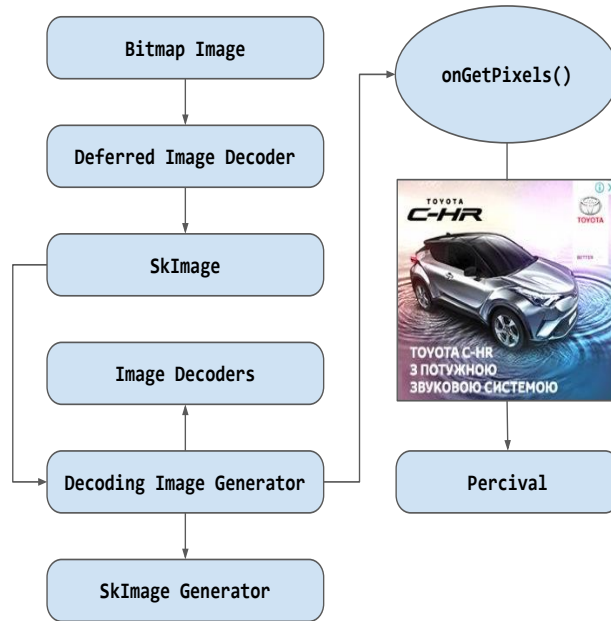 Bitmap Image
Deferred Image Decoder
SkImage
Image Decoders
Decoding Image Generator
SkImage Generator
onGetPixels()
TOYOTA
C-HR
TOYOTA
TOYOTA C-HR
З ПОТУЖНОЮ
ЗВУКОВОЮ СИСТЕМОЮ
Percival